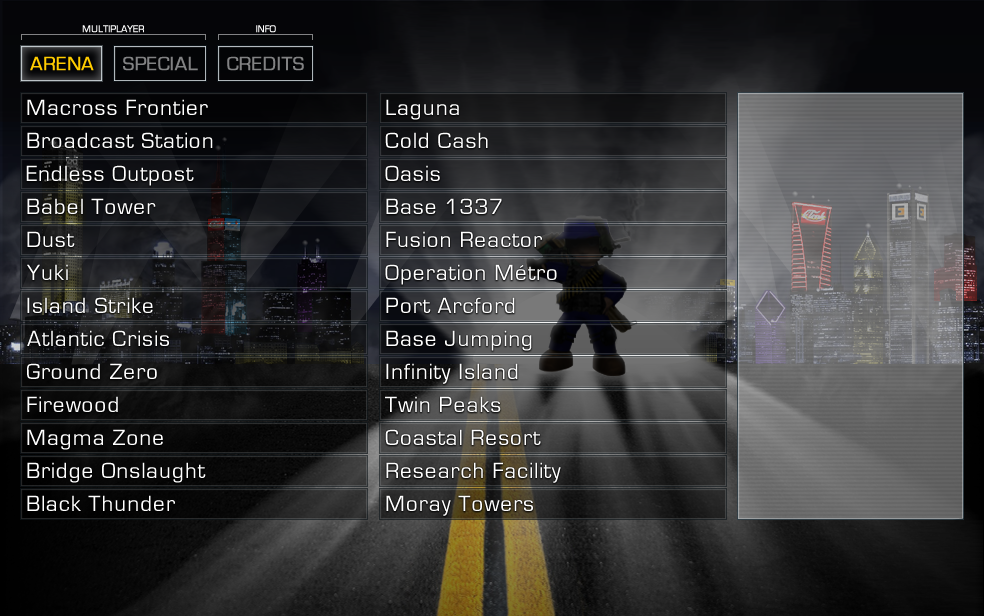 MULTIPLAYER INFO
ARENA SPECIAL CREDITS
Macross Frontier
Broadcast Station
Endless Outpost
Babel Tower
Dust
Yuki
Island Strike
Atlantic Crisis
Ground Zero
Firewood
Magma Zone
Bridge Onslaught
Black Thunder
Laguna
Cold Cash
Oasis
Base 1337
Fusion Reactor
Operation Métro
Port Arcford
Base Jumping
Infinity Island
Twin Peaks
Coastal Resort
Research Facility
Moray Towers